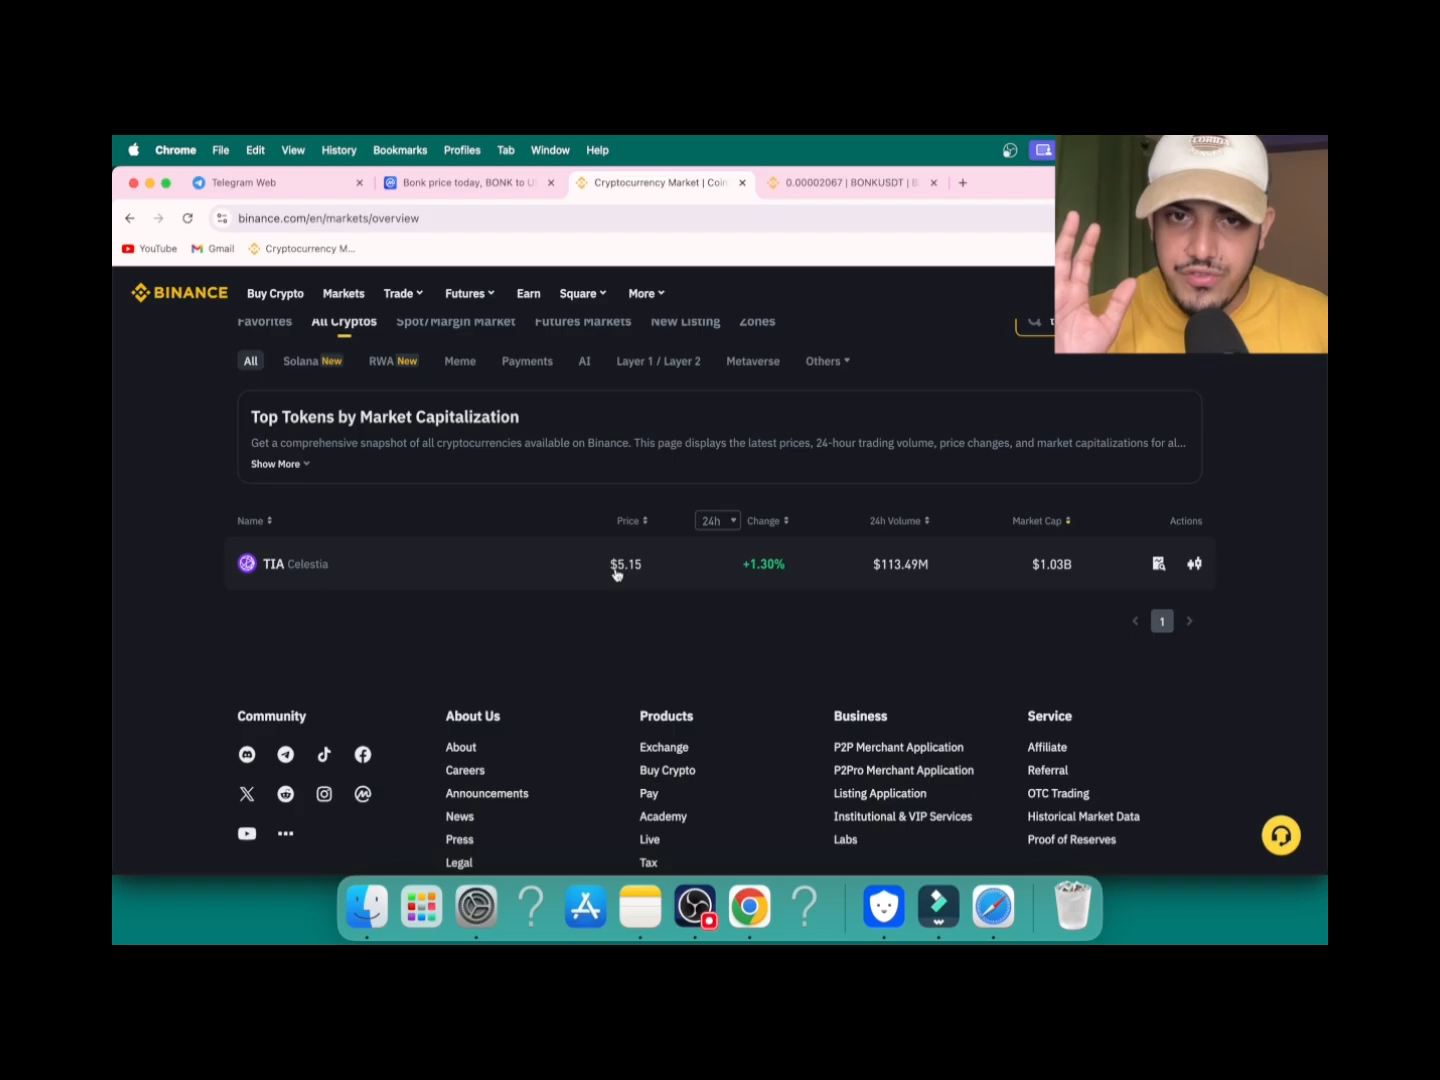 Chrome File Edit View History Bookmarks Profiles Tab Window Help
Telegram Web Bonk price today, BONK to U Cryptocurrency Market | Coin 0.00002067 | BONKUSDT |
binance.com/en/markets/overview
YouTube Gmail Cryptocurrency M...
BINANCE Buy Crypto Markets Trade Futures Earn Square More
Favorites All Cryptos Spot/Margin Market Futures Markets New Listing Zones
All Solana New RWA New Meme Payments AI Layer 1 / Layer 2 Metaverse Others
Top Tokens by Market Capitalization
Get a comprehensive snapshot of all cryptocurrencies available on Binance. This page displays the latest prices, 24-hour trading volume, price changes, and market capitalizations for al...
Show More
Name Price 24h Change 24h Volume Market Cap Actions
TIA Celestia $5.15 +1.30% $113.49M $1.03B
1
Community About Us Products Business Service
About Exchange P2P Merchant Application Affiliate
Careers Buy Crypto P2Pro Merchant Application Referral
Announcements Pay Listing Application OTC Trading
News Academy Institutional & VIP Services Historical Market Data
Press Live Labs Proof of Reserves
Legal Tax